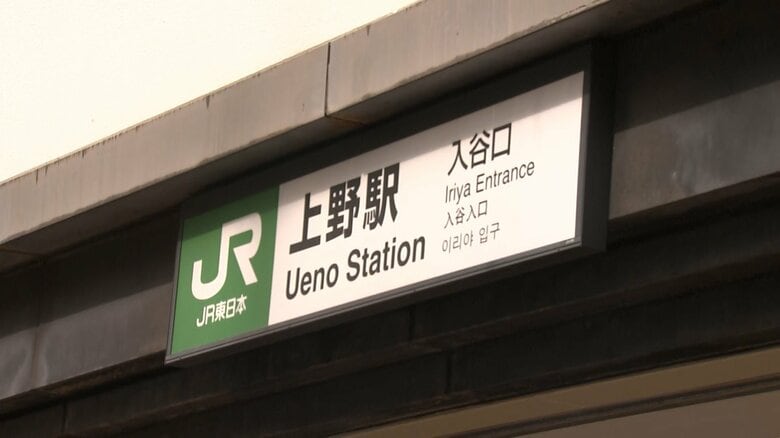 JR
JR東日本
上野駅
Ueno Station
入谷口
Iriya Entrance
入谷入口
이리야 입구